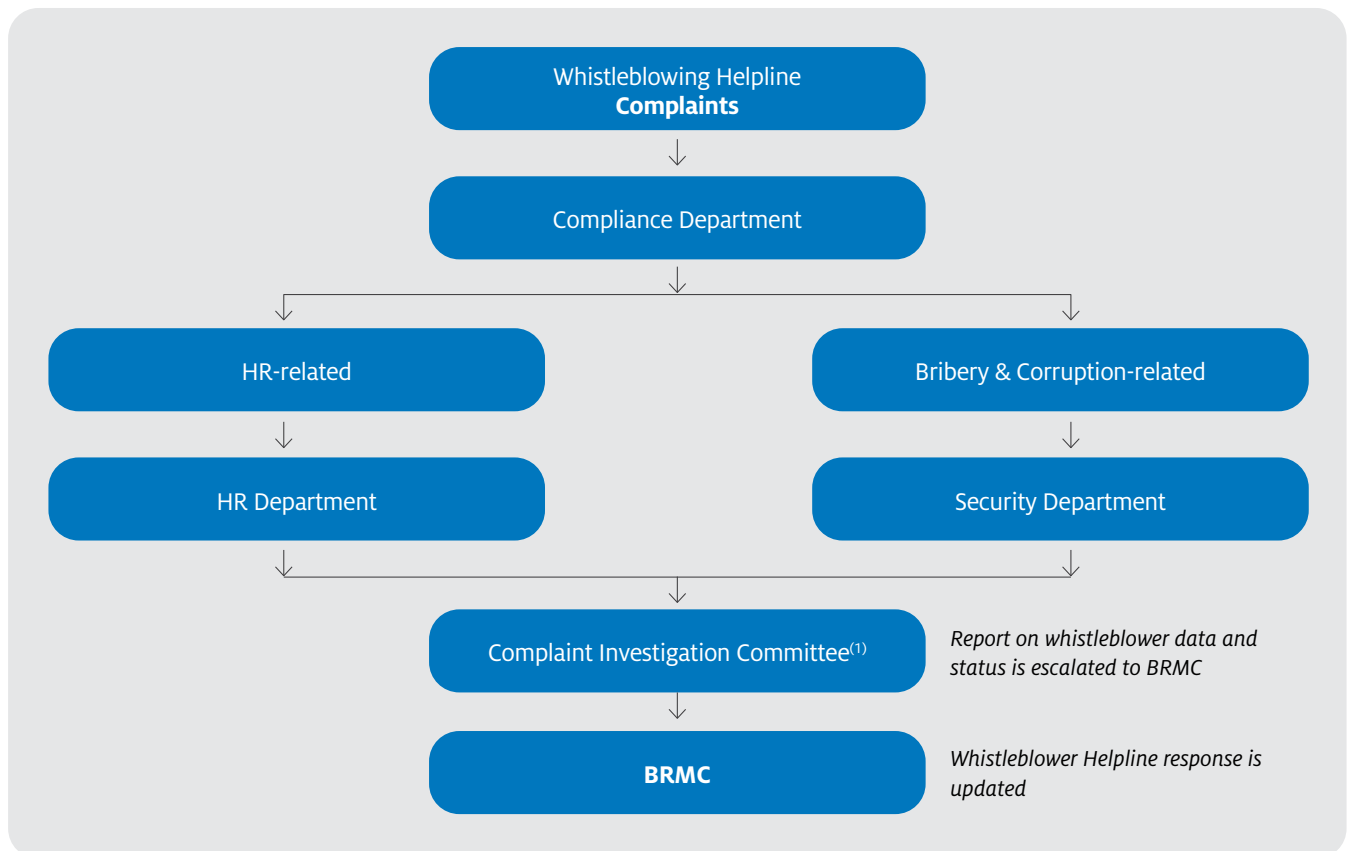 Whistleblowing Helpline
Complaints
Compliance Department
HR-related
Bribery & Corruption-related
HR Department
Security Department
Complaint Investigation Committee(1)
Report on whistleblower data and
status is escalated to BRMC
BRMC
Whistleblower Helpline response is
updated